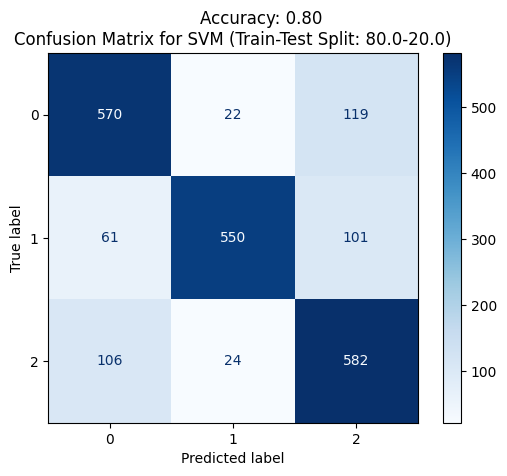 Accuracy: 0.80
Confusion Matrix for SVM (Train-Test Split: 80.0-20.0)
0 570 22 119
1 61 550 101
2 106 24 582
0 1 2
True label
Predicted label
500
400
300
200
100